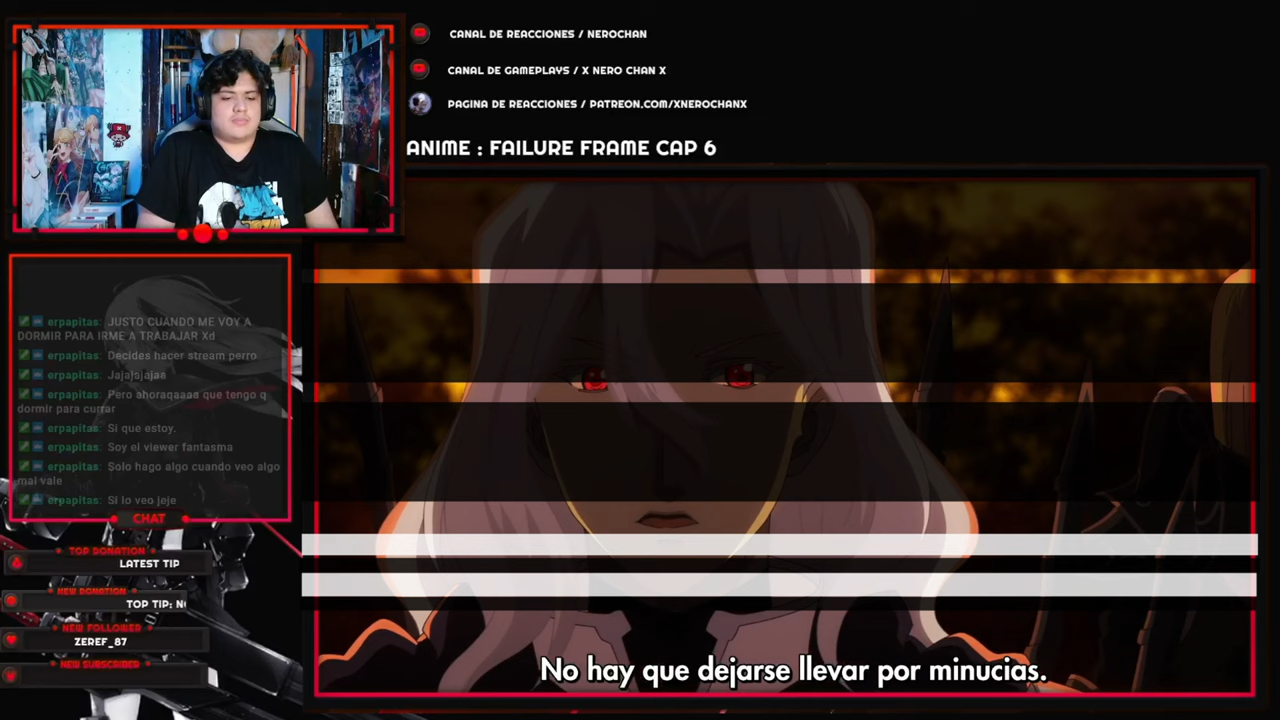 CANAL DE REACCIONES / NEROCHAN
CANAL DE GAMEPLAYS / X NERO CHAN X
PAGINA DE REACCIONES / PATREON.COM/XNEROCHANX
ANIME : FAILURE FRAME CAP 6
erpapitas: JUSTO CUANDO ME VOY A
DORMIR PARA IRME A TRABAJAR Xd
erpapitas: Decides hacer stream perro
erpapitas: Jajajajajaa
erpapitas: Pero ahoraqaaaa que tengo q
dormir para currar
erpapitas: Si que estoy.
erpapitas: Soy el viewer fantasma
erpapitas: Solo hago algo cuando veo algo
mal vale
erpapitas: Si lo veo jeje
CHAT
TOP DONATION
LATEST TIP
NEW DONATION
TOP TIP:
NEW FOLLOWER
ZEREF_87
NEW SUBSCRIBER
No hay que dejarse llevar por minucias.